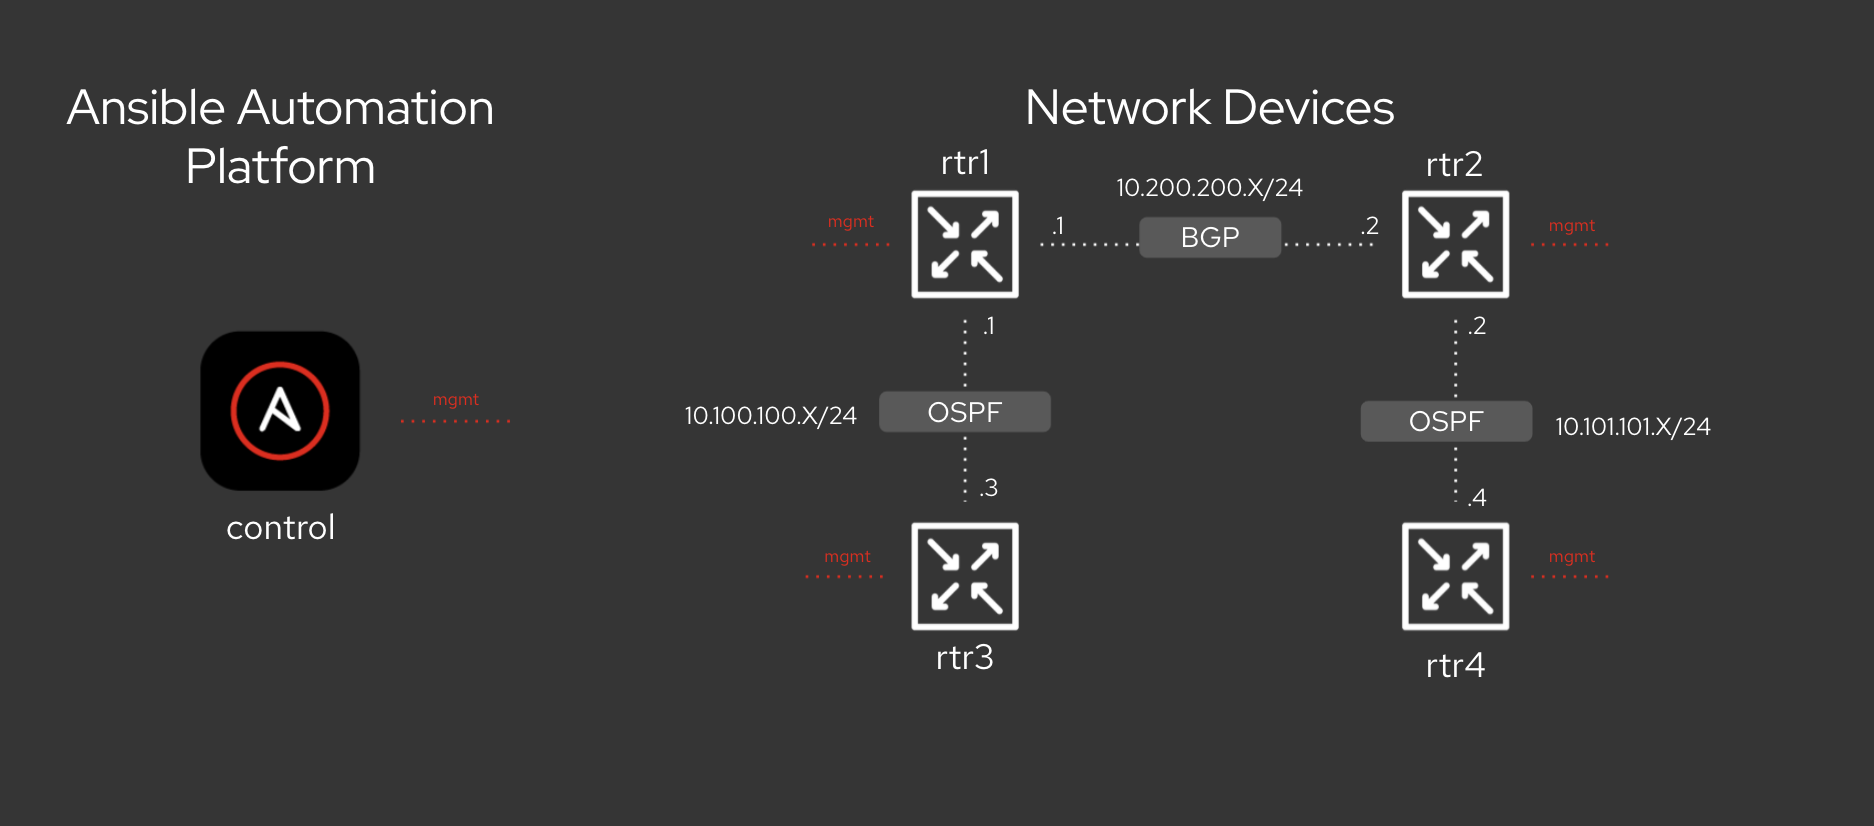 Ansible Automation
Platform
Network Devices
rtr1
rtr2
10.200.200.X/24
mgmt
.1
BGP
.2
mgmt
.1
.2
mgmt
10.100.100.X/24
OSPF
OSPF
10.101.101.X/24
.3
.4
control
mgmt
mgmt
rtr3
rtr4